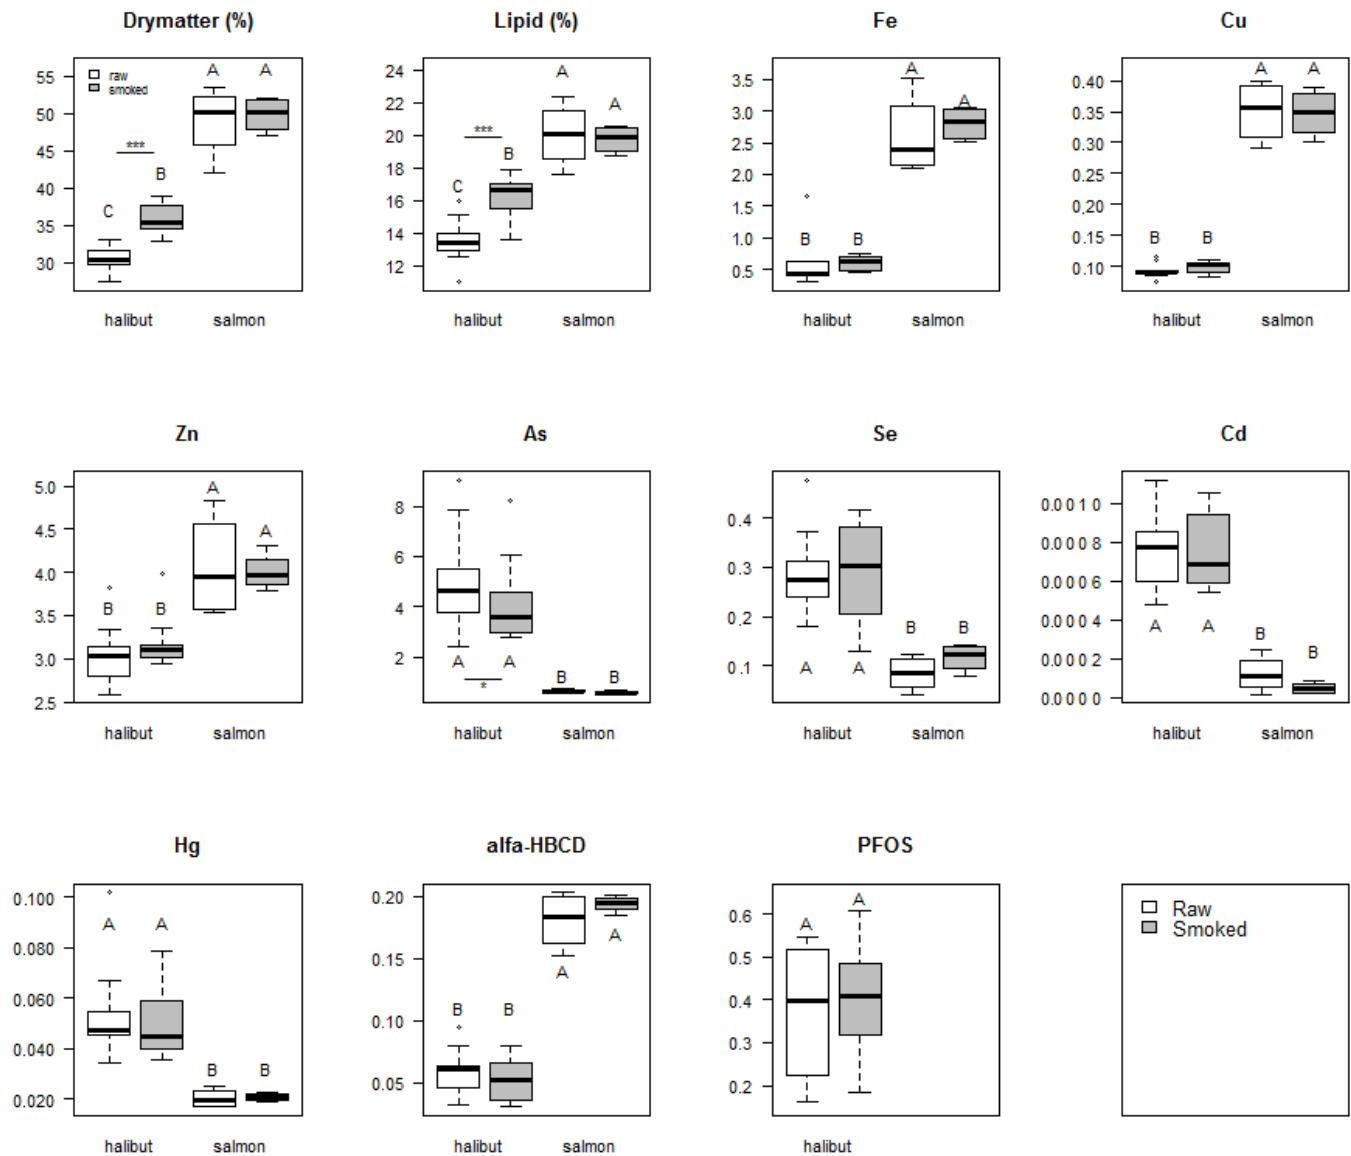 Drymatter (%)
Lipid (%)
Fe
Cu
raw
smoked
55
50
45
40
35
30
C
***
B
A
A
halibut
salmon
24
22
20
18
16
14
12
C
***
B
A
A
halibut
salmon
3.5
3.0
2.5
2.0
1.5
1.0
0.5
B
B
A
A
halibut
salmon
0.40
0.35
0.30
0.25
0.20
0.15
0.10
B
B
A
A
halibut
salmon
Zn
As
Se
Cd
5.0
4.5
4.0
3.5
3.0
2.5
B
B
A
A
halibut
salmon
8
6
4
2
A
A
*
B
B
halibut
salmon
0.4
0.3
0.2
0.1
A
A
B
B
halibut
salmon
0.0010
0.0008
0.0006
0.0004
0.0002
0.0000
A
A
B
B
halibut
salmon
Hg
alfa-HBCD
PFOS
0.100
0.080
0.060
0.040
0.020
A
A
B
B
halibut
salmon
0.20
0.15
0.10
0.05
B
B
A
A
halibut
salmon
0.6
0.5
0.4
0.3
0.2
A
A
halibut
Raw
Smoked